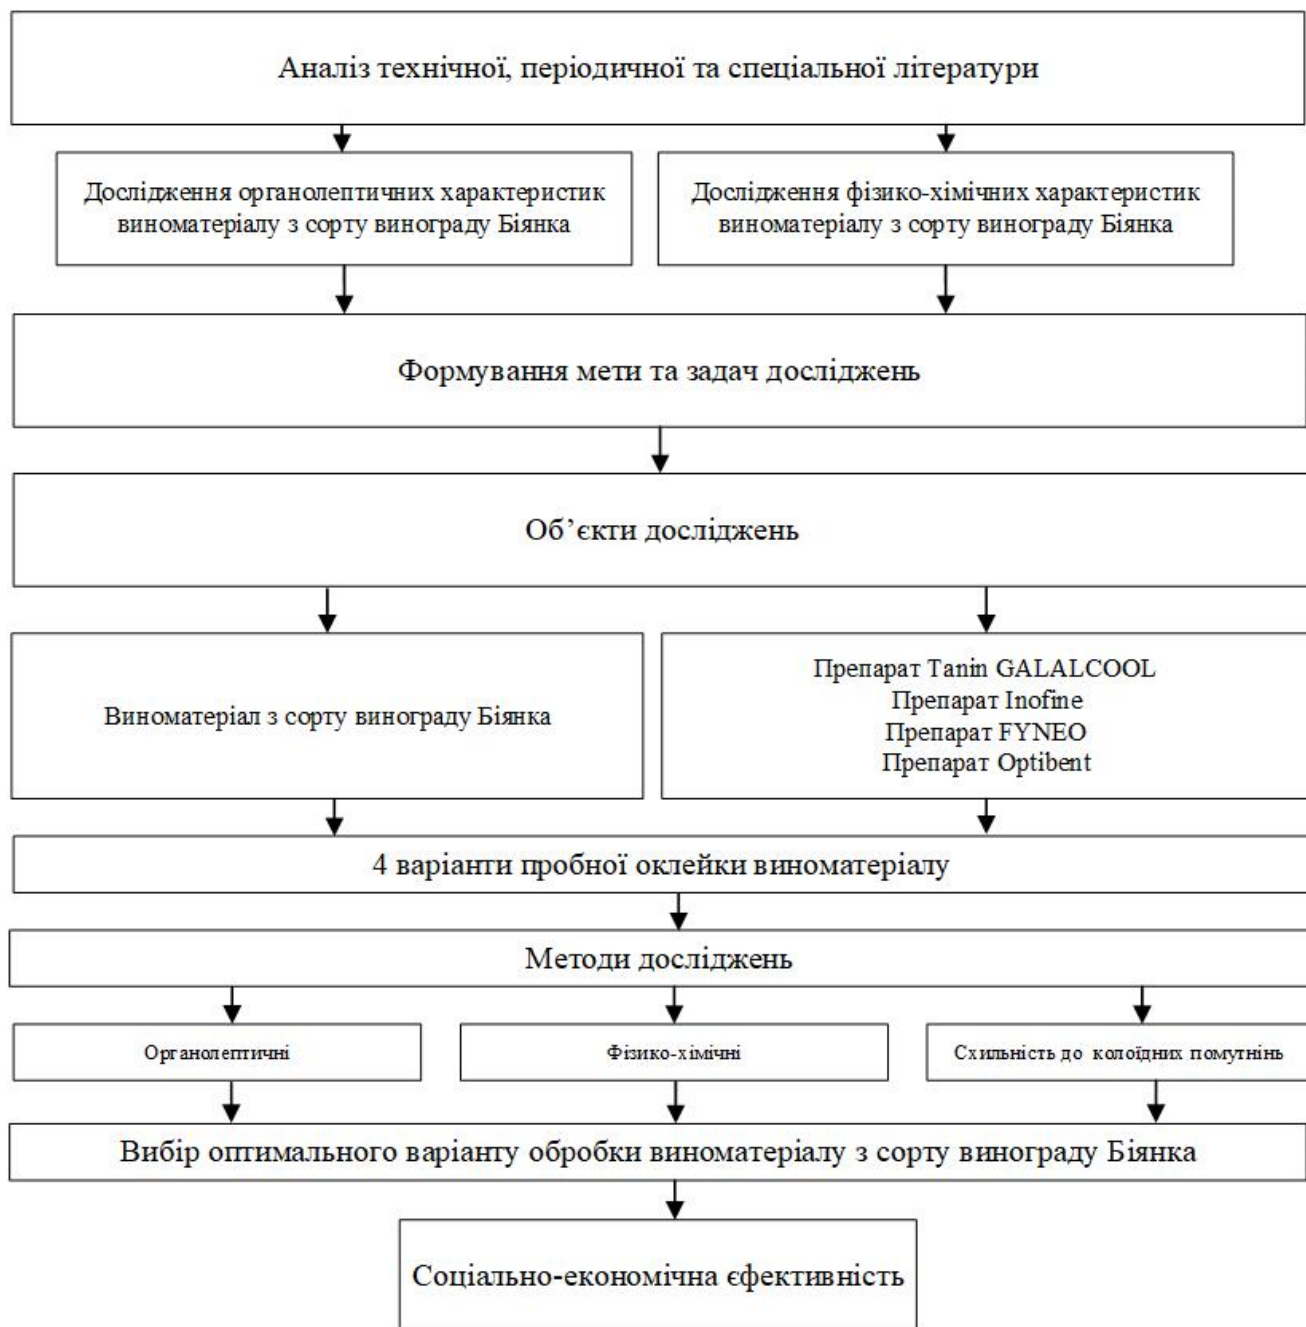 Аналіз технічної, періодичної та спеціальної літератури
Дослідження органолептичних характеристик
виноматеріалу з сорту винограду Біянка
Дослідження фізико-хімічних характеристик
виноматеріалу з сорту винограду Біянка
Формування мети та задач досліджень
Об’єкти досліджень
Виноматеріал з сорту винограду Біянка
Препарат Tanin GALALCOOL
Препарат Inofine
Препарат FYNEO
Препарат Optibent
4 варіанти пробної оклейки виноматеріалу
Методи досліджень
Органолептичні
Фізико-хімічні
Схильність до колоїдних помутнінь
Вибір оптимального варіанту обробки виноматеріалу з сорту винограду Біянка
Соціально-економічна єфективність